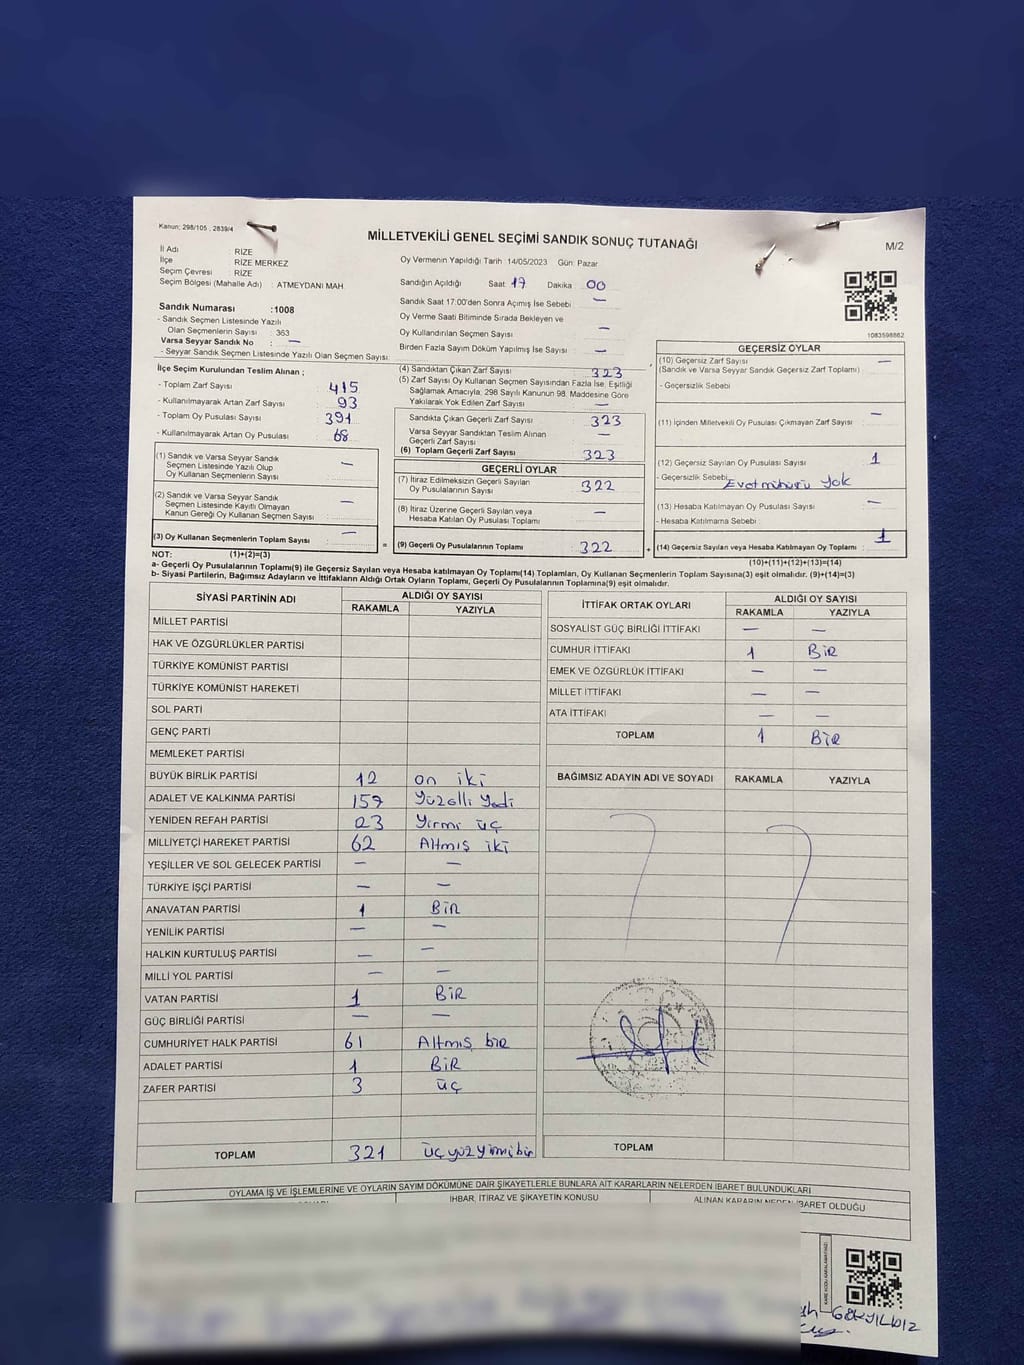 Kanun; 298/105 , 2839/4
MİLLETVEKİLİ GENEL SEÇİMİ SANDIK SONUÇ TUTANAĞI
M/2
İl Adı : RİZE
İlçe : RİZE MERKEZ
Seçim Çevresi : RİZE
Seçim Bölgesi (Mahalle Adı) : ATMEYDANI MAH.
Sandık Numarası :1008
- Sandık Seçmen Listesinde Yazılı
Olan Seçmenlerin Sayısı : 363
Varsa Seyyar Sandık No : —
- Seyyar Sandık Seçmen Listesinde Yazılı Olan Seçmen Sayısı:
Oy Vermenin Yapıldığı Tarih :14/05/2023 Gün: Pazar
Sandığın Açıldığı Saat 17 Dakika 00
Sandık Saat 17:00'den Sonra Açılmış İse Sebebi : —
Oy Verme Saati Bitiminde Sırada Bekleyen ve
Oy Kullandırılan Seçmen Sayısı —
Birden Fazla Sayım Döküm Yapılmış İse Sayısı : —
1083598862
İlçe Seçim Kurulundan Teslim Alınan ;
- Toplam Zarf Sayısı : 415
- Kullanılmayarak Artan Zarf Sayısı : 93
- Toplam Oy Pusulası Sayısı : 391
- Kullanılmayarak Artan Oy Pusulası : 68
(1) Sandık ve Varsa Seyyar Sandık
Seçmen Listesinde Yazılı Olup
Oy Kullanan Seçmenlerin Sayısı : —
(2) Sandık ve Varsa Seyyar Sandık
Seçmen Listesinde Kayıtlı Olmayan
Kanun Gereği Oy Kullanan Seçmen Sayısı : —
(3) Oy Kullanan Seçmenlerin Toplam Sayısı : —
(4) Sandıktan Çıkan Zarf Sayısı : 323
(5) Zarf Sayısı Oy Kullanan Seçmen Sayısından Fazla İse, Eşitliği
Sağlamak Amacıyla; 298 Sayılı Kanunun 98. Maddesine Göre
Yakılarak Yok Edilen Zarf Sayısı : —
Sandıkta Çıkan Geçerli Zarf Sayısı : 323
Varsa Seyyar Sandıktan Teslim Alınan
Geçerli Zarf Sayısı : —
(6) Toplam Geçerli Zarf Sayısı : 323
GEÇERLİ OYLAR
(7) İtiraz Edilmeksizin Geçerli Sayılan
Oy Pusulalarının Sayısı : 322
(8) İtiraz Üzerine Geçerli Sayılan veya
Hesaba Katılan Oy Pusulası Toplamı : —
= (9) Geçerli Oy Pusulalarının Toplamı : 322
GEÇERSİZ OYLAR
(10) Geçersiz Zarf Sayısı : —
(Sandık ve Varsa Seyyar Sandık Geçersiz Zarf Toplamı)
- Geçersizlik Sebebi
(11) İçinden Milletvekili Oy Pusulası Çıkmayan Zarf Sayısı : —
(12) Geçersiz Sayılan Oy Pusulası Sayısı : 1
- Geçersizlik Sebebi: Evet mührü Yok
(13) Hesaba Katılmayan Oy Pusulası Sayısı : —
- Hesaba Katılmama Sebebi :
+ (14) Geçersiz Sayılan veya Hesaba Katılmayan Oy Toplamı : 1
NOT: (1)+(2)=(3)
(10)+(11)+(12)+(13)=(14)
a- Geçerli Oy Pusulalarının Toplamı(9) ile Geçersiz Sayılan veya Hesaba katılmayan Oy Toplamı(14) Toplamları, Oy Kullanan Seçmenlerin Toplam Sayısına(3) eşit olmalıdır. (9)+(14)=(3)
b- Siyasi Partilerin, Bağımsız Adayların ve İttifakların Aldığı Ortak Oyların Toplamı, Geçerli Oy Pusulalarının Toplamına(9) eşit olmalıdır.
SİYASİ PARTİNİN ADI ALDIĞI OY SAYISI
RAKAMLA YAZIYLA
MİLLET PARTİSİ
HAK VE ÖZGÜRLÜKLER PARTİSİ
TÜRKİYE KOMÜNİST PARTİSİ
TÜRKİYE KOMÜNİST HAREKETİ
SOL PARTİ
GENÇ PARTİ
MEMLEKET PARTİSİ
BÜYÜK BİRLİK PARTİSİ 12 on iki
ADALET VE KALKINMA PARTİSİ 157 Yüzelli Yedi
YENİDEN REFAH PARTİSİ 23 Yirmi üç
MİLLİYETÇİ HAREKET PARTİSİ 62 Altmış iki
YEŞİLLER VE SOL GELECEK PARTİSİ — —
TÜRKİYE İŞÇİ PARTİSİ — —
ANAVATAN PARTİSİ 1 BİR
YENİLİK PARTİSİ — —
HALKIN KURTULUŞ PARTİSİ — —
MİLLİ YOL PARTİSİ — —
VATAN PARTİSİ 1 BİR
GÜÇ BİRLİĞİ PARTİSİ — —
CUMHURİYET HALK PARTİSİ 61 Altmış bir
ADALET PARTİSİ 1 BİR
ZAFER PARTİSİ 3 üç
TOPLAM 321 üçyüzyirmibir
İTTİFAK ORTAK OYLARI ALDIĞI OY SAYISI
RAKAMLA YAZIYLA
SOSYALİST GÜÇ BİRLİĞİ İTTİFAKI — —
CUMHUR İTTİFAKI 1 BİR
EMEK VE ÖZGÜRLÜK İTTİFAKI — —
MİLLET İTTİFAKI — —
ATA İTTİFAKI — —
TOPLAM 1 BİR
BAĞIMSIZ ADAYIN ADI VE SOYADI RAKAMLA YAZIYLA
TOPLAM
OYLAMA İŞ VE İŞLEMLERİNE VE OYLARIN SAYIM DÖKÜMÜNE DAİR ŞİKAYETLERLE BUNLARA AİT KARARLARIN NELERDEN İBARET BULUNDUKLARI
İHBAR, İTİRAZ VE ŞİKAYETİN KONUSU
ALINAN KARARIN NEDEN İBARET OLDUĞU